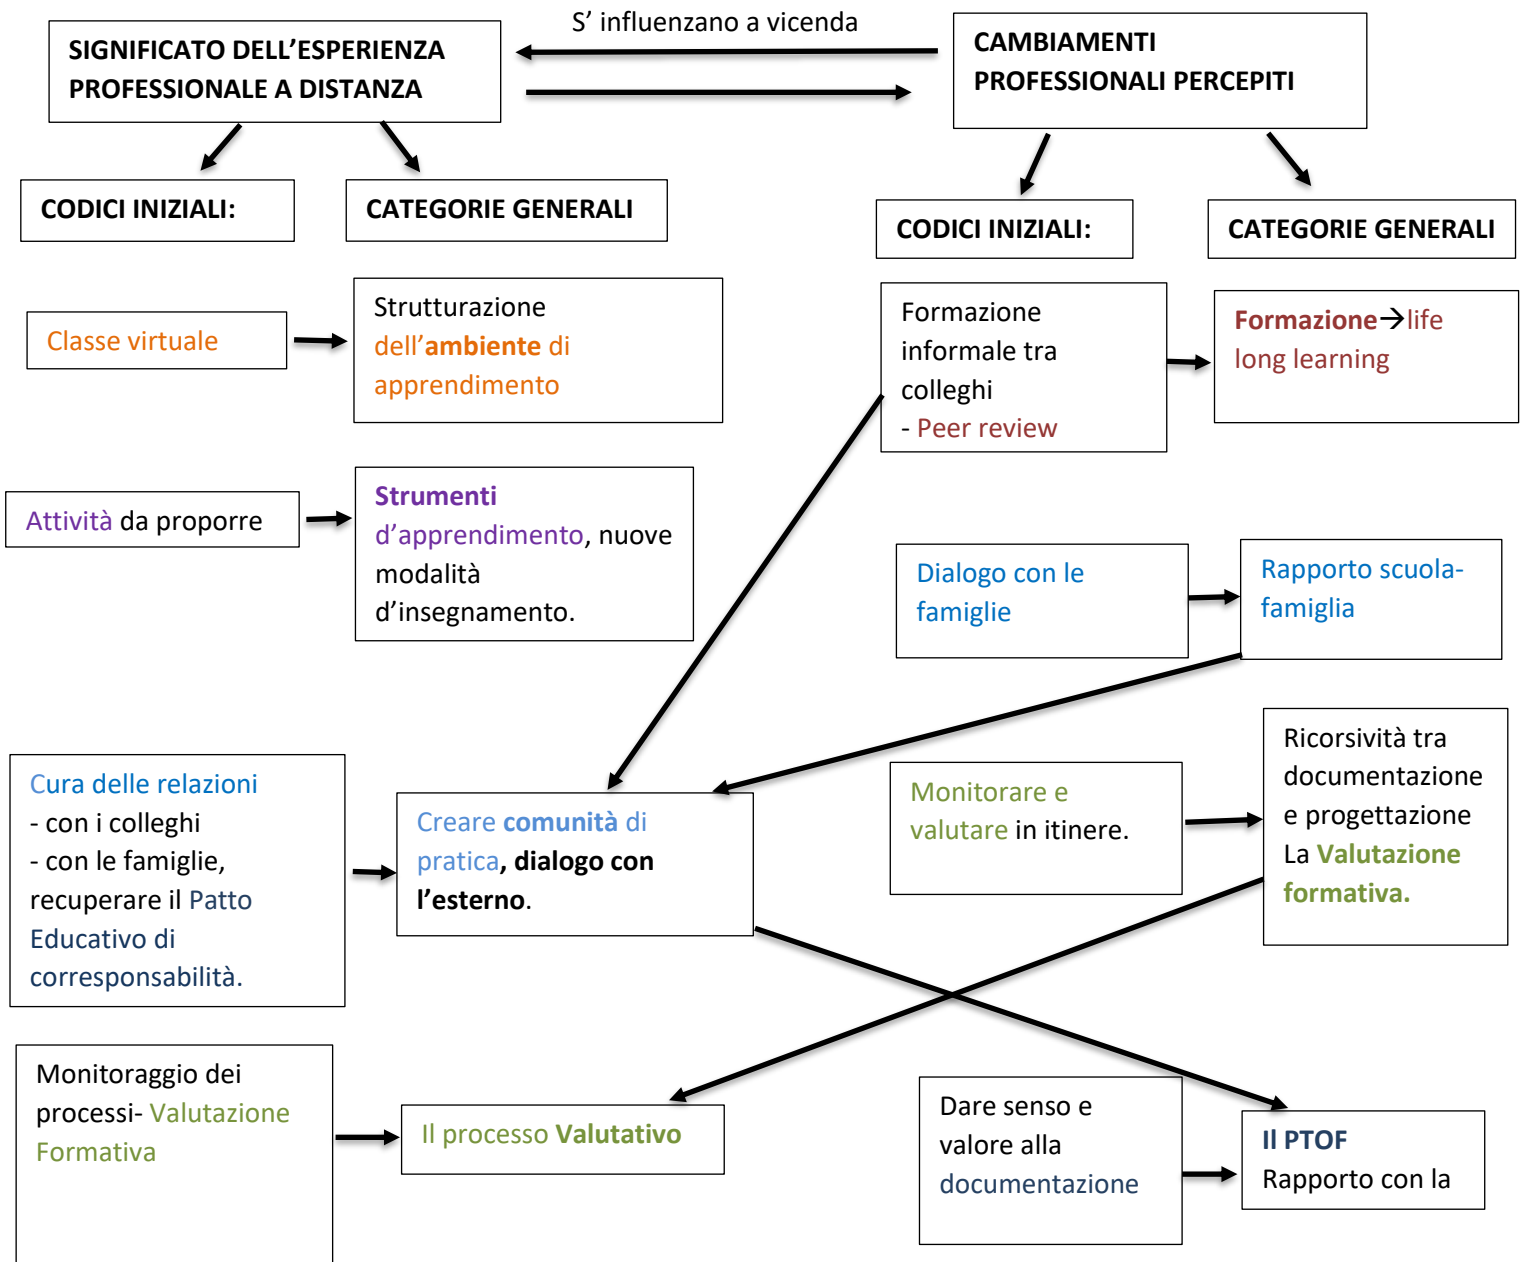 S’ influenzano a vicenda
SIGNIFICATO DELL’ESPERIENZA
PROFESSIONALE A DISTANZA
CAMBIAMENTI
PROFESSIONALI PERCEPITI
CODICI INIZIALI:
CATEGORIE GENERALI
CODICI INIZIALI:
CATEGORIE GENERALI
Classe virtuale
Strutturazione
dell’ambiente di
apprendimento
Formazione
informale tra
colleghi
- Peer review
Formazione→life
long learning
Attività da proporre
Strumenti
d’apprendimento, nuove
modalità
d’insegnamento.
Dialogo con le
famiglie
Rapporto scuola-
famiglia
Cura delle relazioni
- con i colleghi
- con le famiglie,
recuperare il Patto
Educativo di
corresponsabilità.
Creare comunità di
pratica, dialogo con
l’esterno.
Monitorare e
valutare in itinere.
Ricorsività tra
documentazione
e progettazione
La Valutazione
formativa.
Monitoraggio dei
processi- Valutazione
Formativa
Il processo Valutativo
Dare senso e
valore alla
documentazione
Il PTOF
Rapporto con la